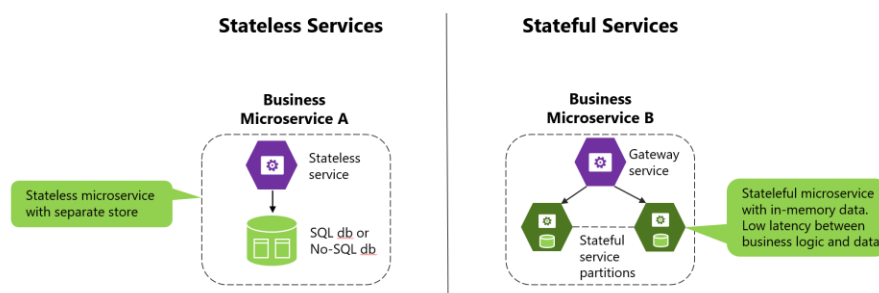 Stateless Services
Stateful Services
Business
Microservice A
Stateless
service
Stateless microservice
with separate store
SQL db or
No-SQL db
Business
Microservice B
Gateway
service
Stateful
service
partitions
Stateleful microservice
with in-memory data.
Low latency between
business logic and data